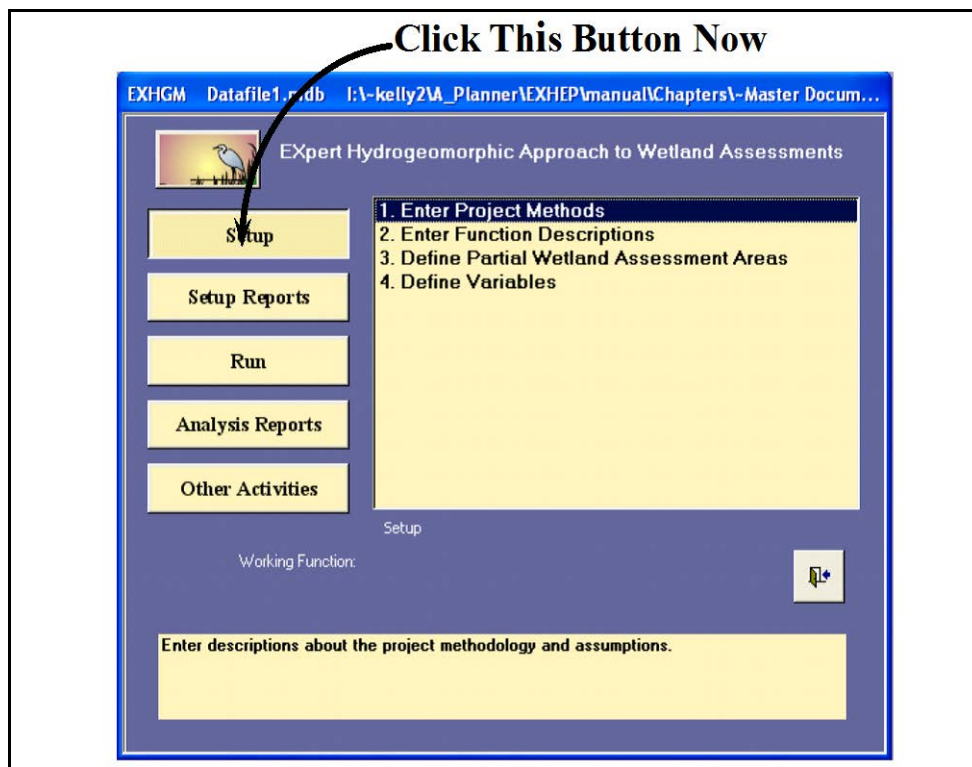 Click This Button Now
EXHGM Datafile1.mdb I:\~kelly2\A_Planner\EXHEP\manual\Chapters\~Master Docum...
EXpert Hydrogeomorphic Approach to Wetland Assessments
Setup
Setup Reports
Run
Analysis Reports
Other Activities
1. Enter Project Methods
2. Enter Function Descriptions
3. Define Partial Wetland Assessment Areas
4. Define Variables
Setup
Working Function:
Enter descriptions about the project methodology and assumptions.